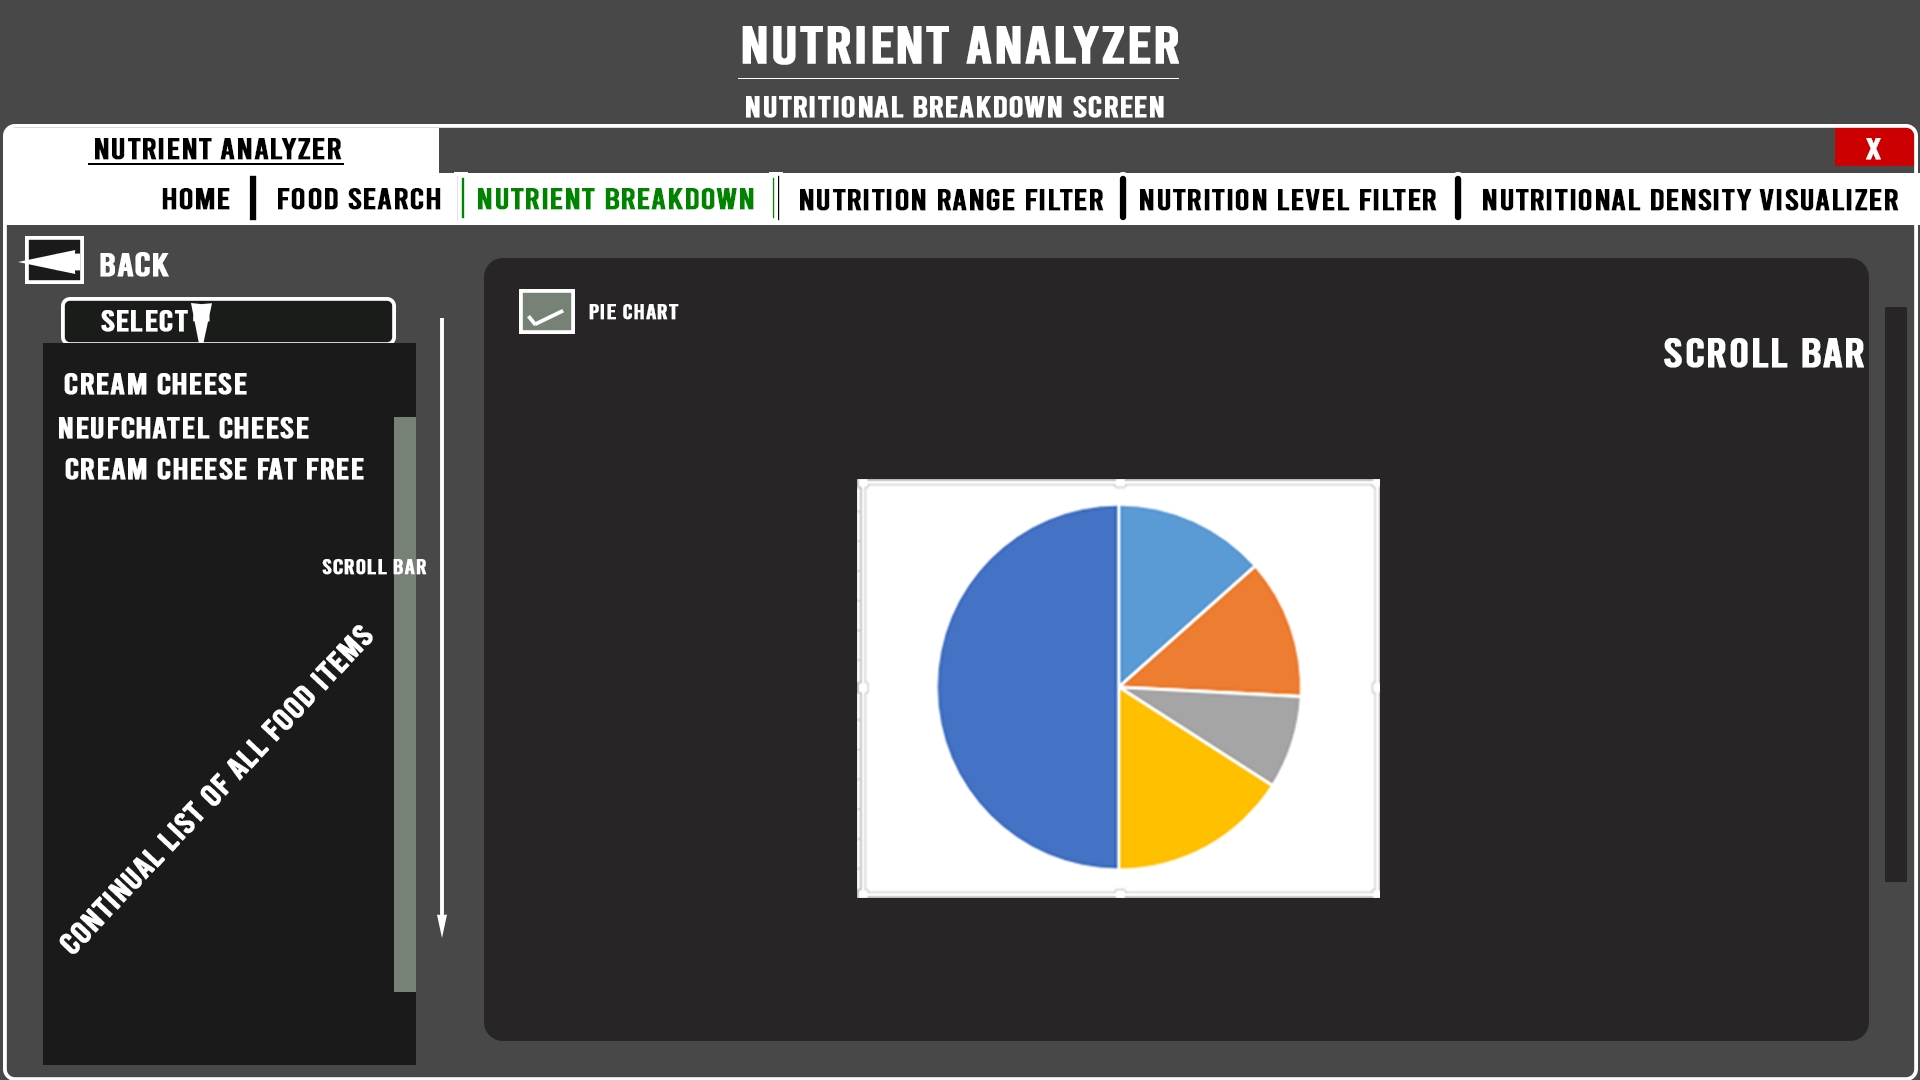 NUTRIENT ANALYZER
NUTRITIONAL BREAKDOWN SCREEN
NUTRIENT ANALYZER
X
HOME
FOOD SEARCH
NUTRIENT BREAKDOWN
NUTRITION RANGE FILTER
NUTRITION LEVEL FILTER
NUTRITIONAL DENSITY VISUALIZER
BACK
SELECT
CREAM CHEESE
NEUFCHATEL CHEESE
CREAM CHEESE FAT FREE
SCROLL BAR
CONTINUAL LIST OF ALL FOOD ITEMS
PIE CHART
SCROLL BAR